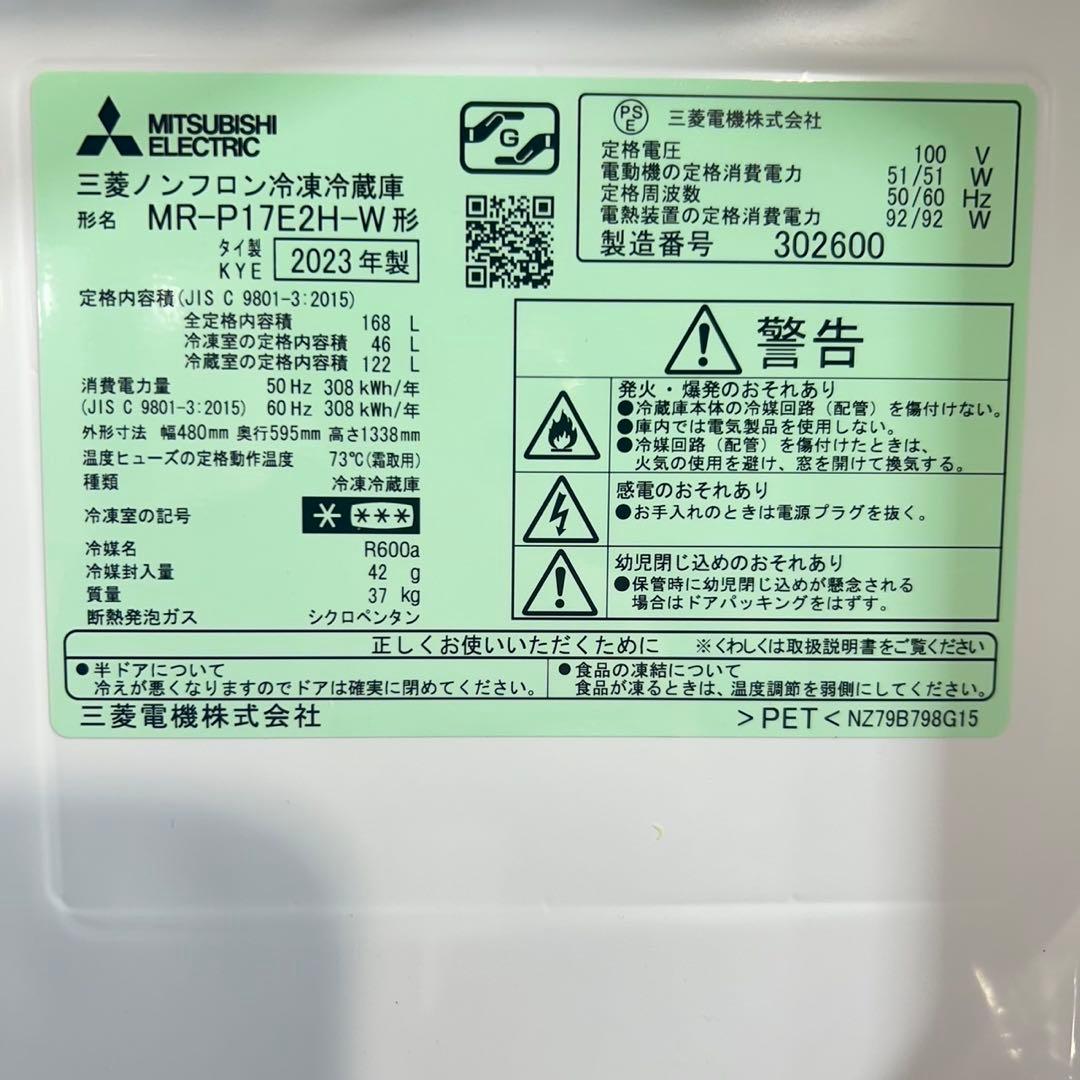 MITSUBISHI
ELECTRIC
三菱ノンフロン冷凍冷蔵庫
形名 MR-P17E2H-W形
タイ製
KYE 2023年製
定格内容積(JIS C 9801-3:2015)
全定格内容積 168 L
冷凍室の定格内容積 46 L
冷蔵室の定格内容積 122 L
消費電力量 50Hz 308kWh/年
(JIS C 9801-3:2015) 60Hz 308kWh/年
外形寸法 幅480mm 奥行595mm 高さ1338mm
温度ヒューズの定格動作温度 73℃(霜取用)
種類 冷凍冷蔵庫
冷凍室の記号 * ***
冷媒名 R600a
冷媒封入量 42 g
質量 37 kg
断熱発泡ガス シクロペンタン
G
PS
E 三菱電機株式会社
定格電圧 100 V
電動機の定格消費電力 51/51 W
定格周波数 50/60 Hz
電熱装置の定格消費電力 92/92 W
製造番号 302600
警告
発火・爆発のおそれあり
●冷蔵庫本体の冷媒回路(配管)を傷付けない。
●庫内では電気製品を使用しない。
●冷媒回路(配管)を傷付けたときは、
火気の使用を避け、窓を開けて換気する。
感電のおそれあり
●お手入れのときは電源プラグを抜く。
幼児閉じ込めのおそれあり
●保管時に幼児閉じ込めが懸念される
場合はドアパッキングをはずす。
正しくお使いいただくために ※くわしくは取扱説明書をご覧ください
●半ドアについて
冷えが悪くなりますのでドアは確実に閉めてください。
●食品の凍結について
食品が凍るときは、温度調節を弱側にしてください。
三菱電機株式会社 >PET< NZ79B798G15